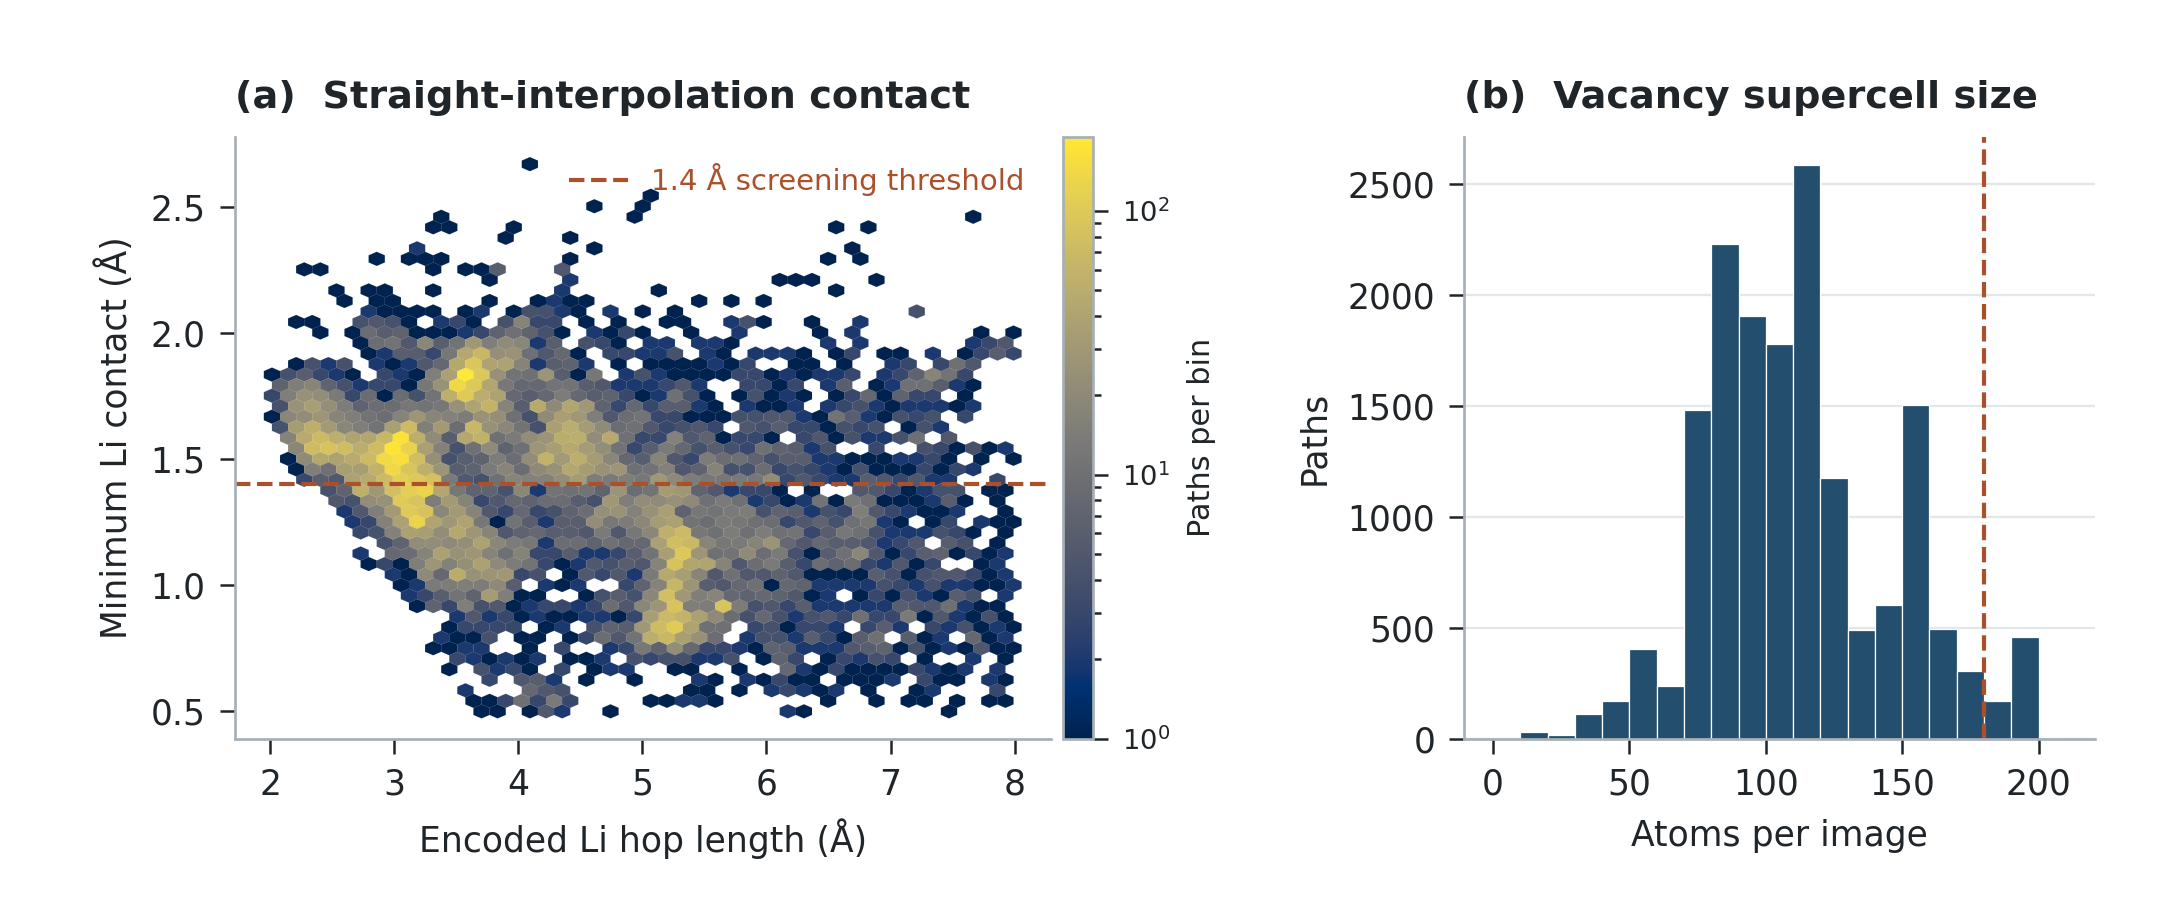 (a) Straight-interpolation contact
1.4 Å screening threshold
2.5
2.0
1.5
1.0
0.5
Minimum Li contact (Å)
2 3 4 5 6 7 8
Encoded Li hop length (Å)
10²
10¹
10⁰
Paths per bin
(b) Vacancy supercell size
2500
2000
1500
1000
500
0
Paths
0 50 100 150 200
Atoms per image